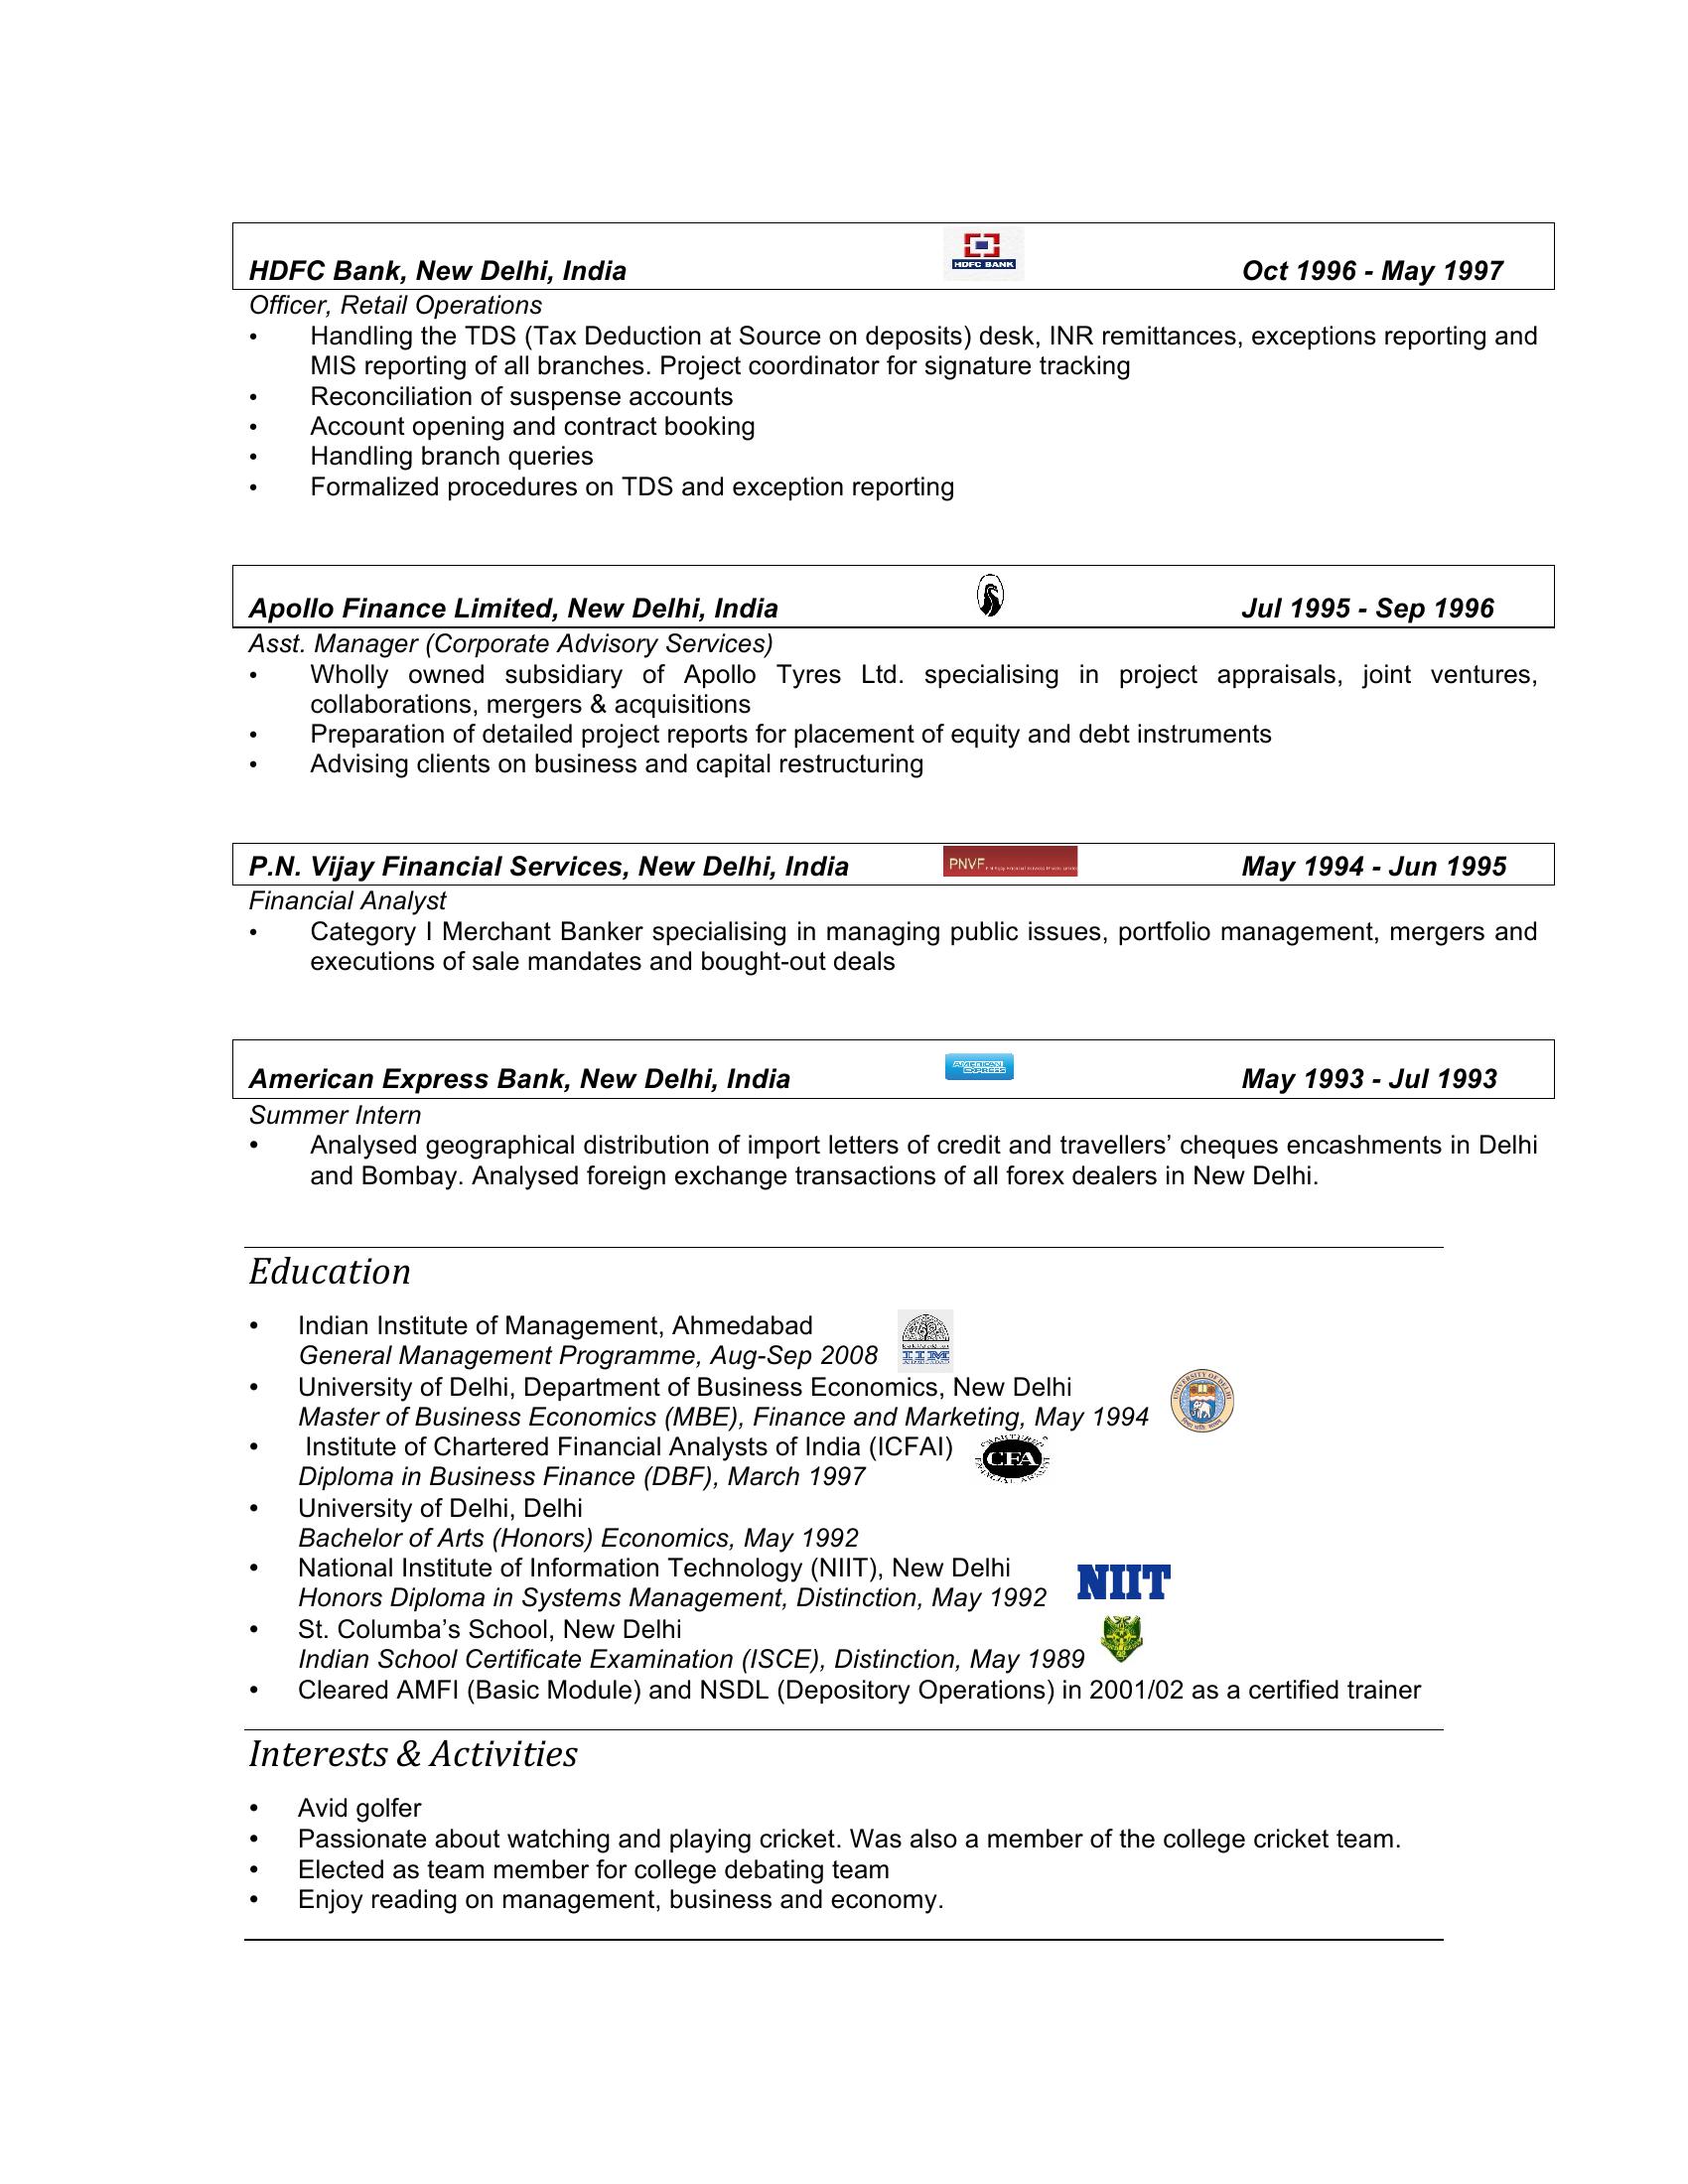 HDFC Bank, New Delhi, India HDFC BANK Oct 1996 - May 1997
Officer, Retail Operations
• Handling the TDS (Tax Deduction at Source on deposits) desk, INR remittances, exceptions reporting and
MIS reporting of all branches. Project coordinator for signature tracking
• Reconciliation of suspense accounts
• Account opening and contract booking
• Handling branch queries
• Formalized procedures on TDS and exception reporting
Apollo Finance Limited, New Delhi, India Jul 1995 - Sep 1996
Asst. Manager (Corporate Advisory Services)
• Wholly owned subsidiary of Apollo Tyres Ltd. specialising in project appraisals, joint ventures,
collaborations, mergers & acquisitions
• Preparation of detailed project reports for placement of equity and debt instruments
• Advising clients on business and capital restructuring
P.N. Vijay Financial Services, New Delhi, India PNVF May 1994 - Jun 1995
Financial Analyst
• Category I Merchant Banker specialising in managing public issues, portfolio management, mergers and
executions of sale mandates and bought-out deals
American Express Bank, New Delhi, India AMERICAN EXPRESS May 1993 - Jul 1993
Summer Intern
• Analysed geographical distribution of import letters of credit and travellers’ cheques encashments in Delhi
and Bombay. Analysed foreign exchange transactions of all forex dealers in New Delhi.
Education
• Indian Institute of Management, Ahmedabad
General Management Programme, Aug-Sep 2008 IIM
• University of Delhi, Department of Business Economics, New Delhi UNIVERSITY OF DELHI
Master of Business Economics (MBE), Finance and Marketing, May 1994
• Institute of Chartered Financial Analysts of India (ICFAI) CHARTERED CFA FINANCIAL ANALYST
Diploma in Business Finance (DBF), March 1997
• University of Delhi, Delhi
Bachelor of Arts (Honors) Economics, May 1992
• National Institute of Information Technology (NIIT), New Delhi NIIT
Honors Diploma in Systems Management, Distinction, May 1992
• St. Columba’s School, New Delhi
Indian School Certificate Examination (ISCE), Distinction, May 1989
• Cleared AMFI (Basic Module) and NSDL (Depository Operations) in 2001/02 as a certified trainer
Interests & Activities
• Avid golfer
• Passionate about watching and playing cricket. Was also a member of the college cricket team.
• Elected as team member for college debating team
• Enjoy reading on management, business and economy.